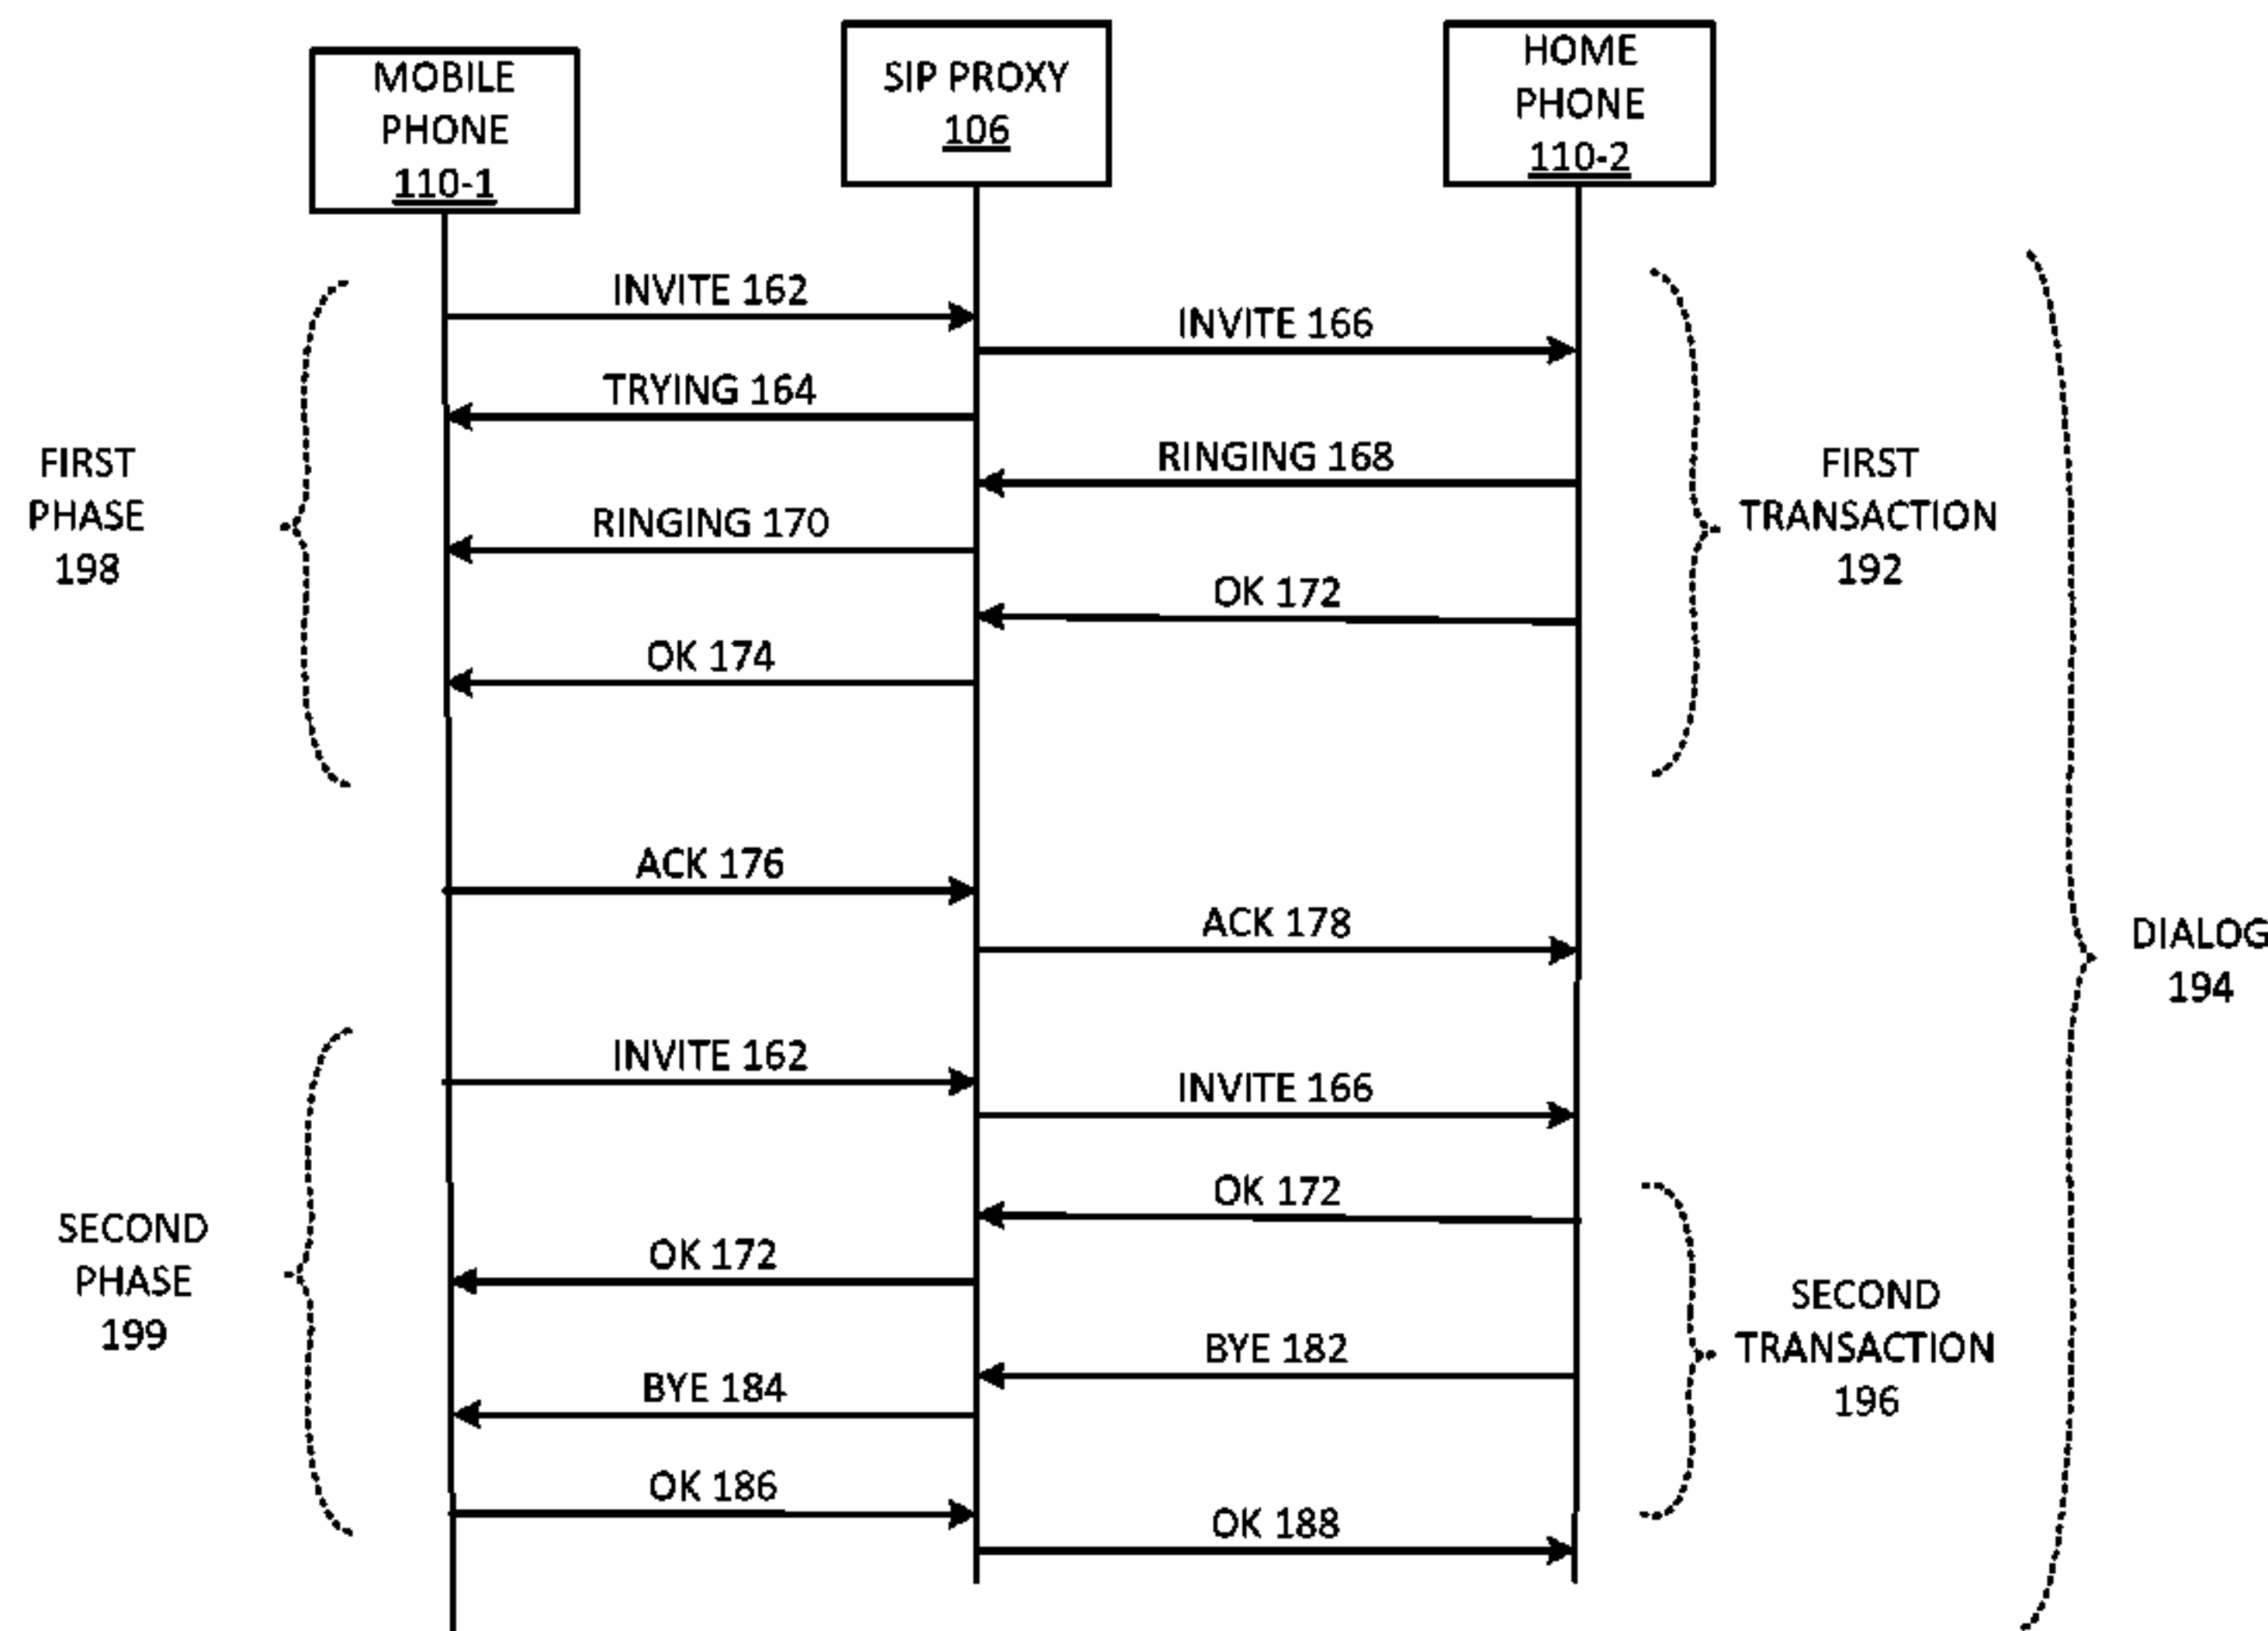 MOBILE
PHONE
110-1
SIP PROXY
106
HOME
PHONE
110-2
INVITE 162
INVITE 166
TRYING 164
RINGING 168
RINGING 170
OK 172
OK 174
FIRST
PHASE
198
FIRST
TRANSACTION
192
ACK 176
ACK 178
DIALOG
194
INVITE 162
INVITE 166
OK 172
OK 172
SECOND
PHASE
199
BYE 182
BYE 184
SECOND
TRANSACTION
196
OK 186
OK 188